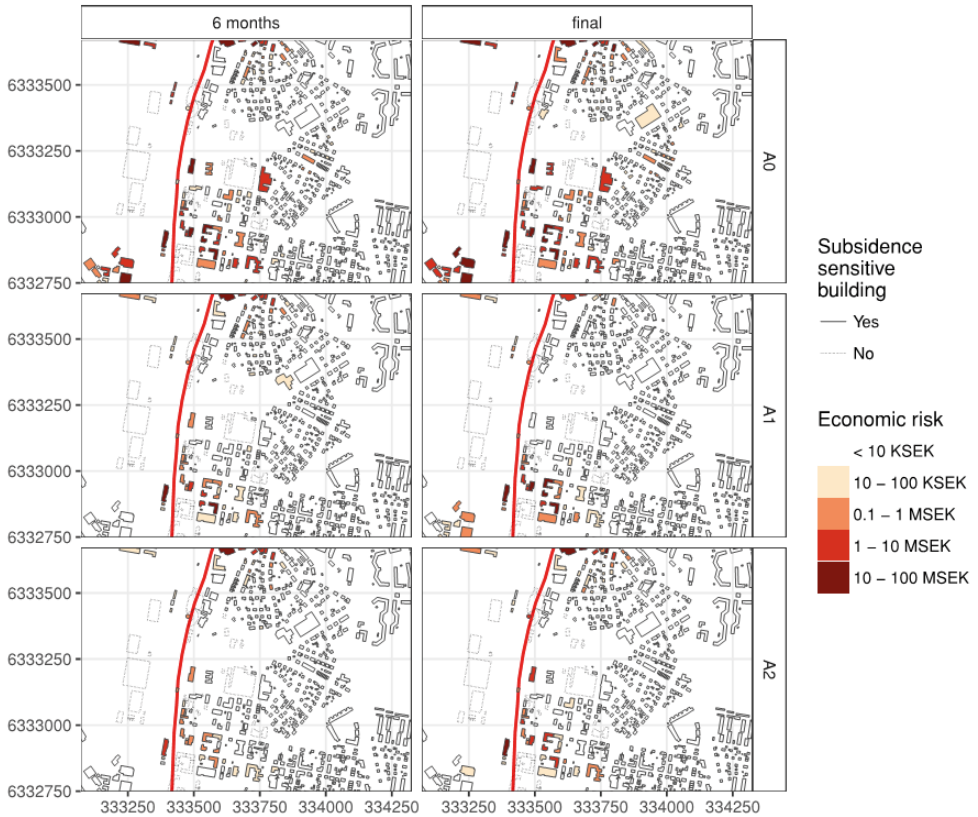 6 months
final
6333500
6333250
6333000
6332750
A0
6333500
6333250
6333000
6332750
A1
6333500
6333250
6333000
6332750
A2
333250
333500
333750
334000
334250
333250
333500
333750
334000
334250
Subsidence
sensitive
building
Yes
No
Economic risk
< 10 KSEK
10 – 100 KSEK
0.1 – 1 MSEK
1 – 10 MSEK
10 – 100 MSEK